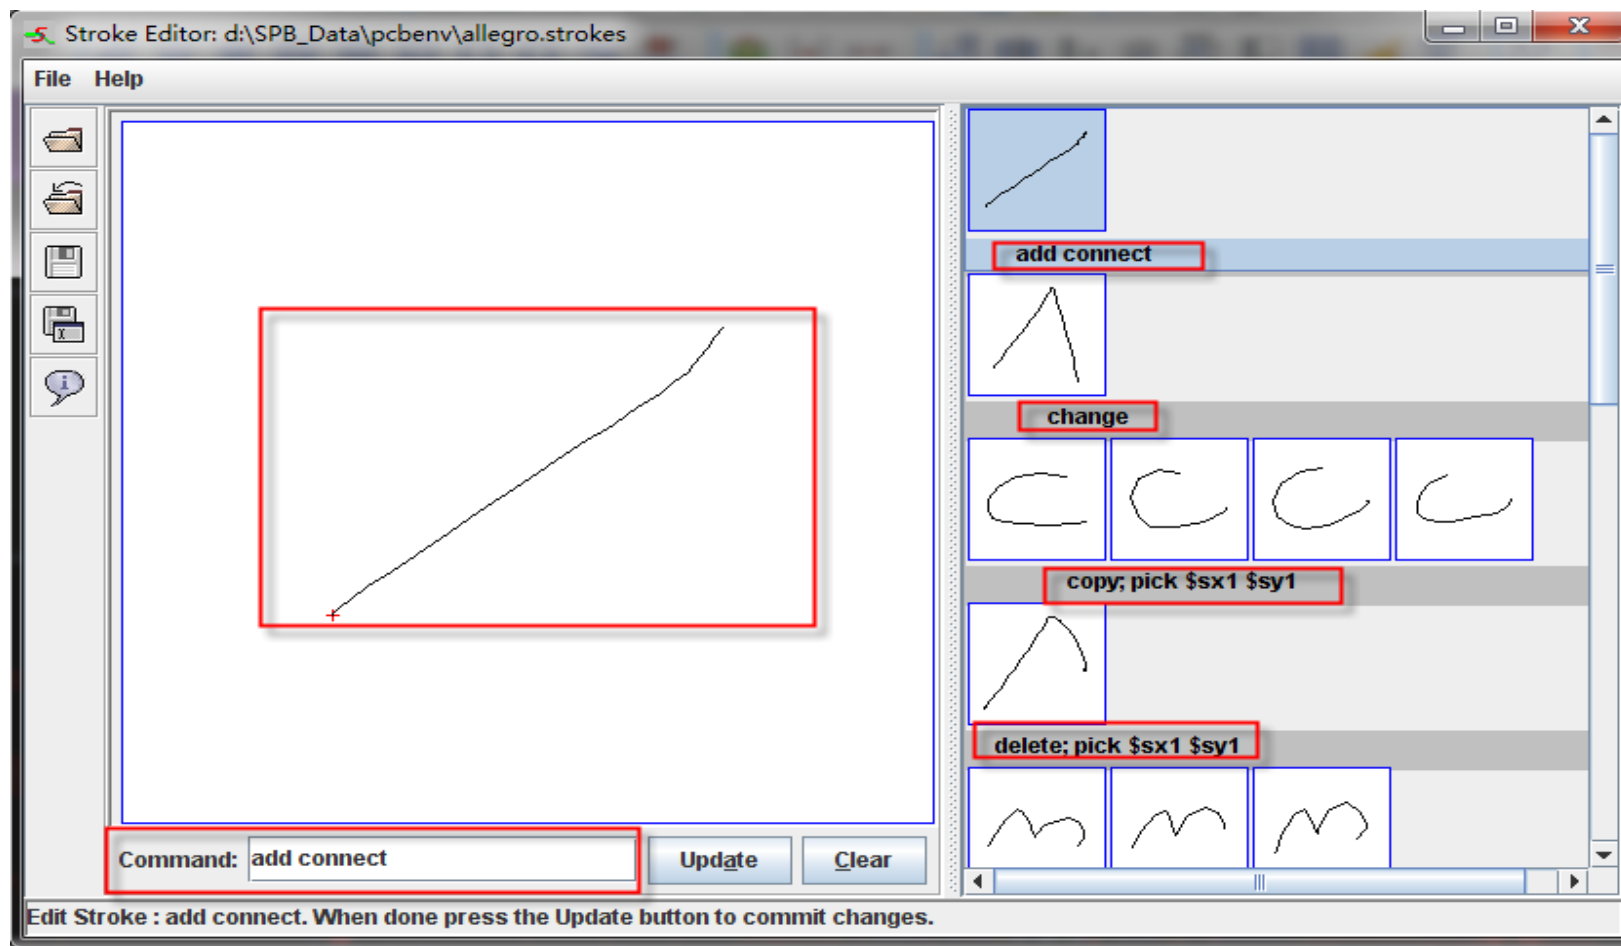 Stroke Editor: d:\SPB_Data\pcbenv\allegro.strokes
File Help
add connect
change
copy; pick $sx1 $sy1
delete; pick $sx1 $sy1
Command: add connect Update Clear
Edit Stroke : add connect. When done press the Update button to commit changes.